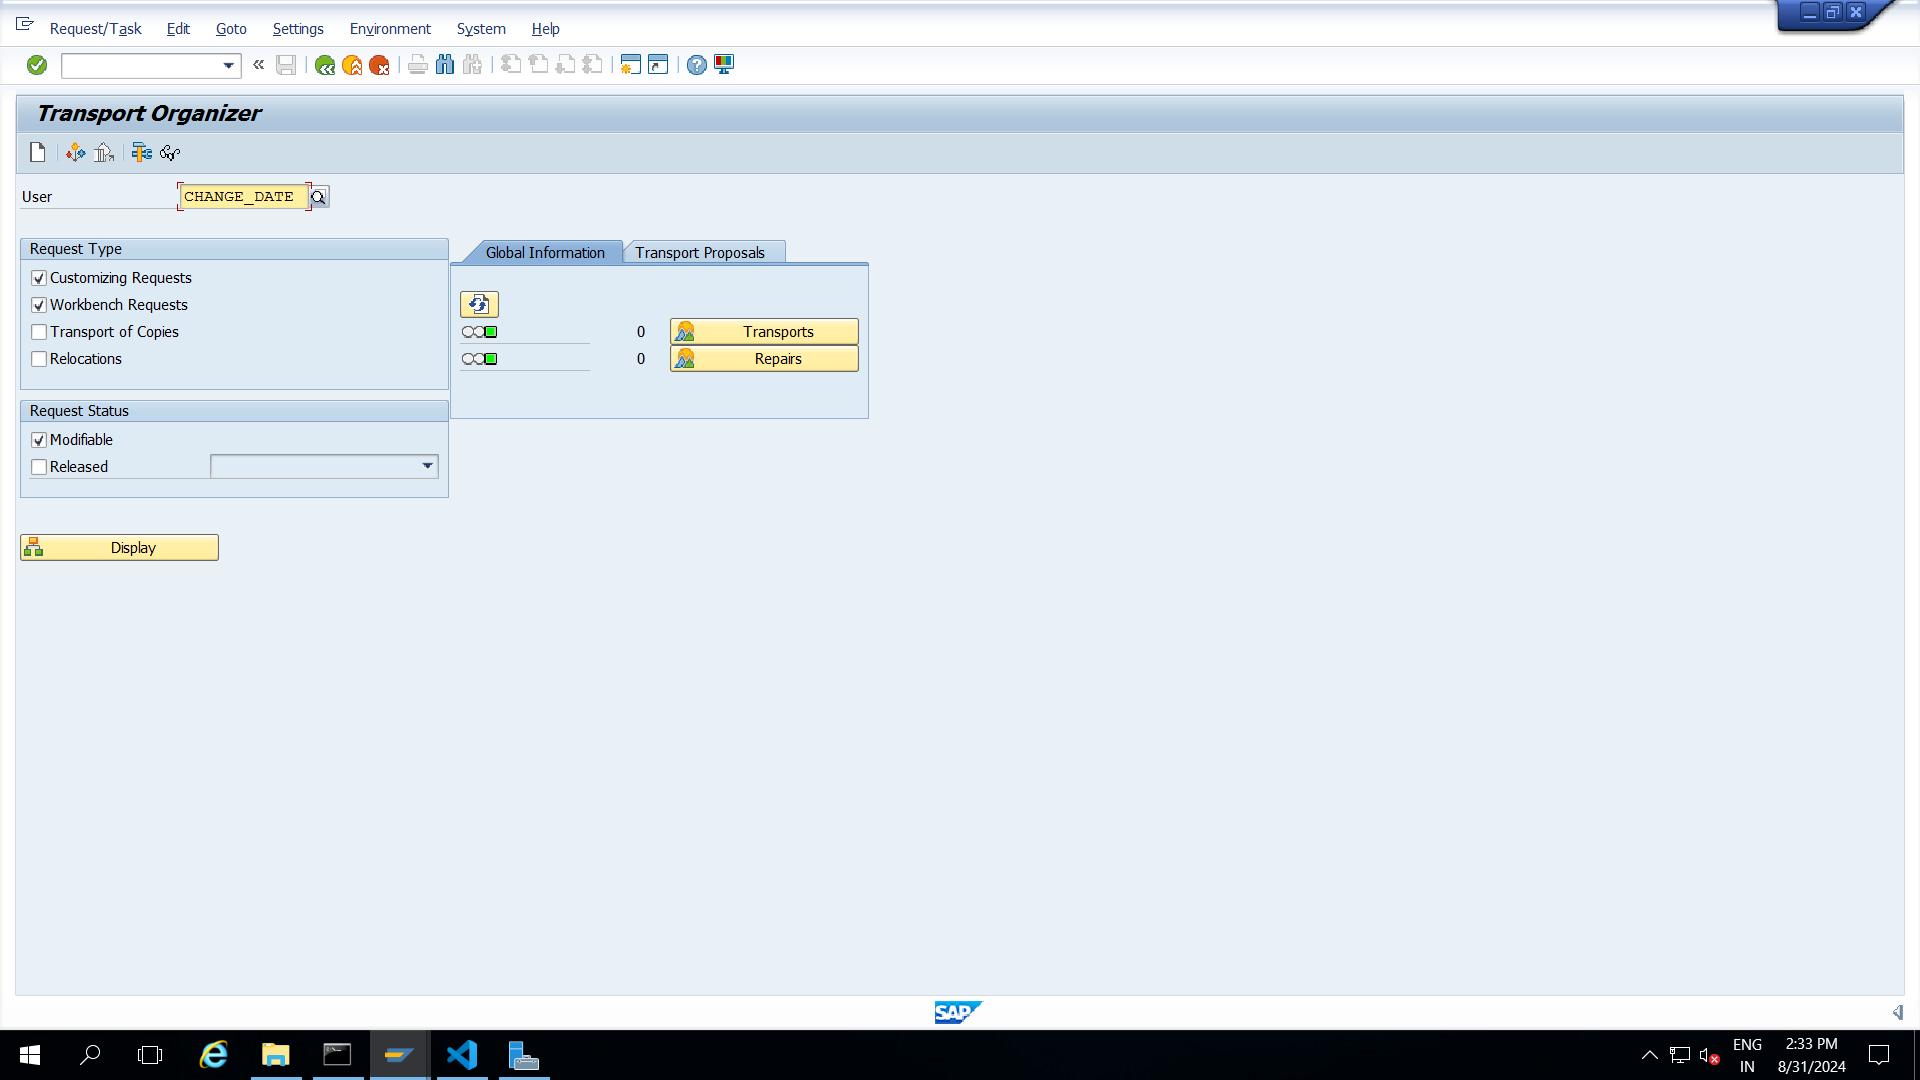 Request/Task Edit Goto Settings Environment System Help
Transport Organizer
User CHANGE_DATE
Request Type
Customizing Requests
Workbench Requests
Transport of Copies
Relocations
Request Status
Modifiable
Released
Display
Global Information Transport Proposals
0 Transports
0 Repairs
SAP
ENG
IN
2:33 PM
8/31/2024